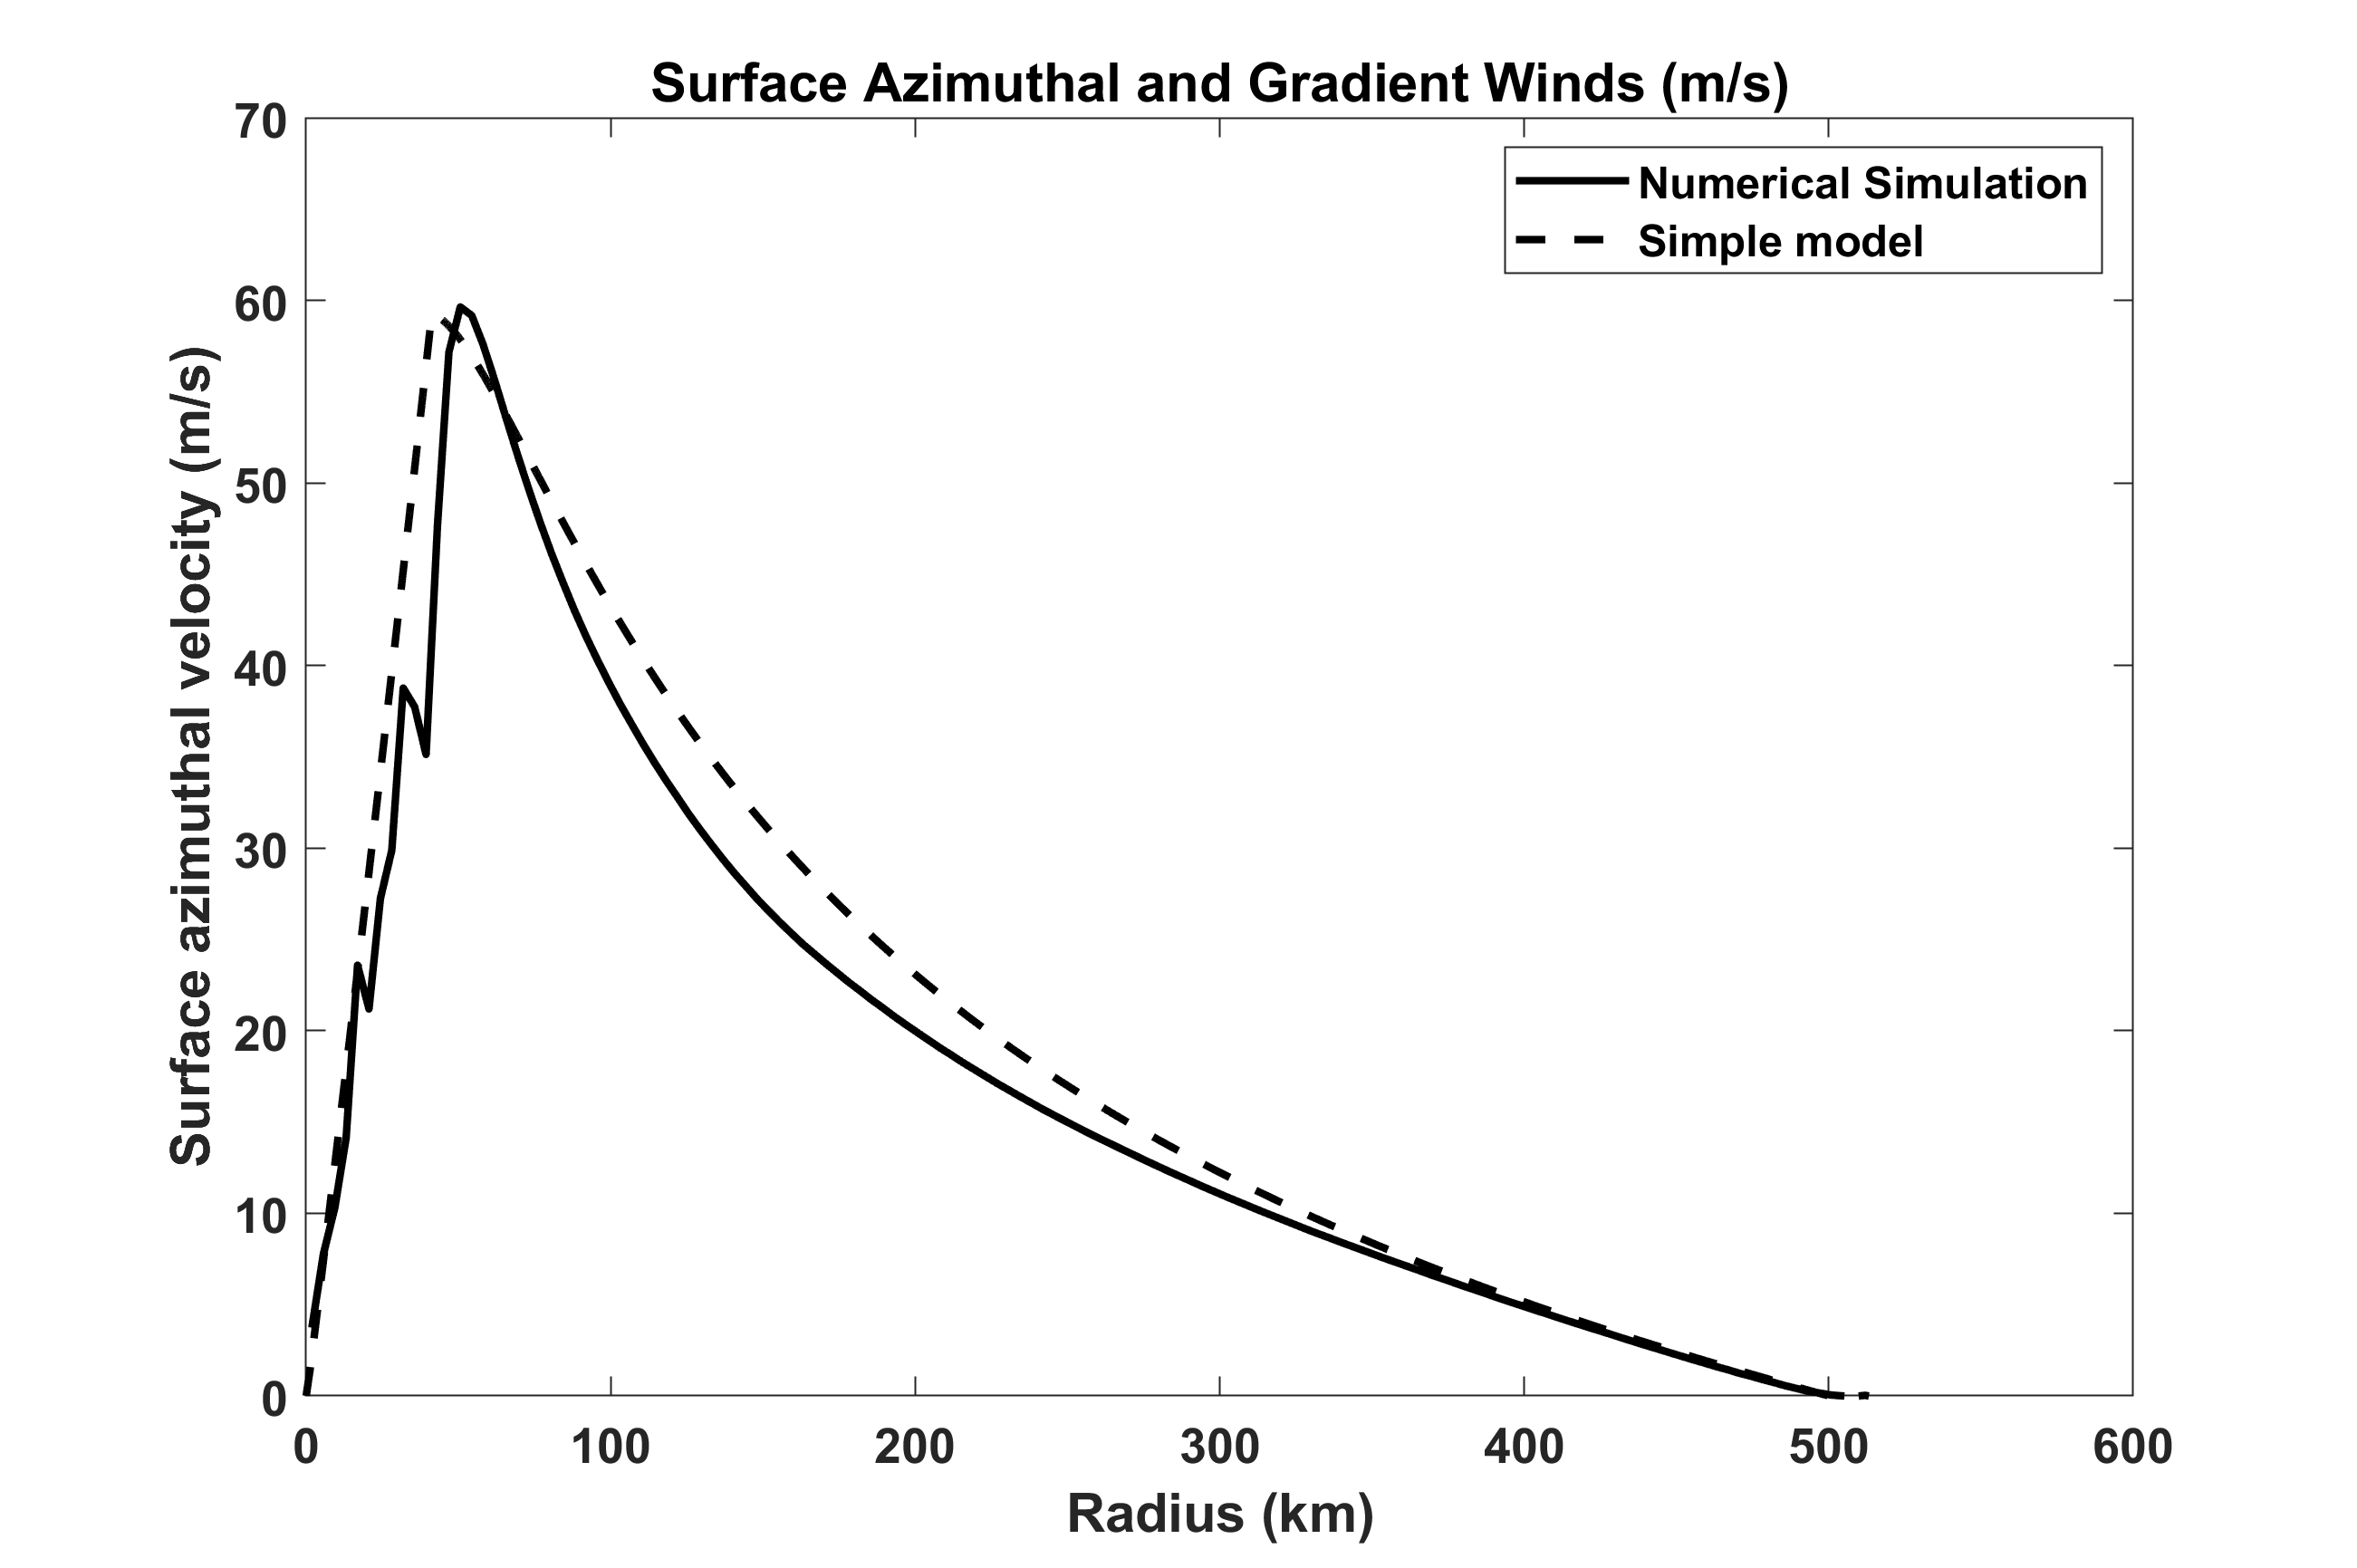 Surface Azimuthal and Gradient Winds (m/s)
Numerical Simulation
Simple model
Surface azimuthal velocity (m/s)
70
60
50
40
30
20
10
0
0 100 200 300 400 500 600
Radius (km)